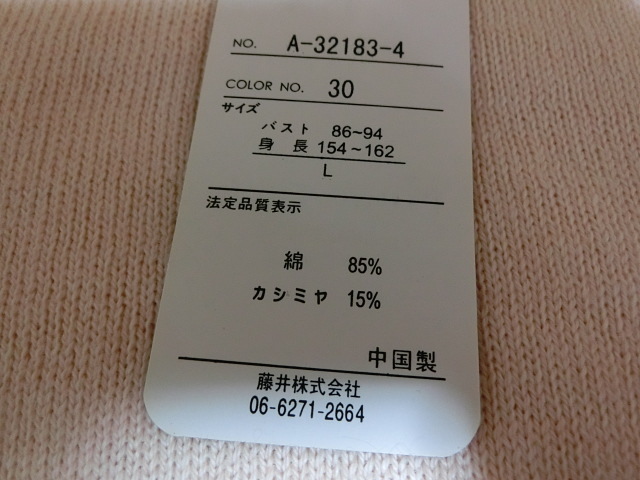 NO. A-32183-4
COLOR NO. 30
サイズ
バスト 86~94
身長 154~162
L
法定品質表示
綿 85%
カシミヤ 15%
中国製
藤井株式会社
06-6271-2664